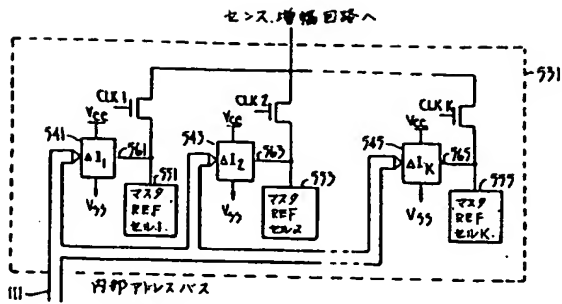 センス増幅回路へ
531
CLK1
CLK2
CLKK
Vcc
Vcc
Vcc
541
543
545
ΔI1
561
ΔI2
563
ΔIK
565
551
553
555
Vss
Vss
Vss
マスタ
REF
セル1.
マスタ
REF
セル2
マスタ
REF
セルK.
111
内部アドレスバス